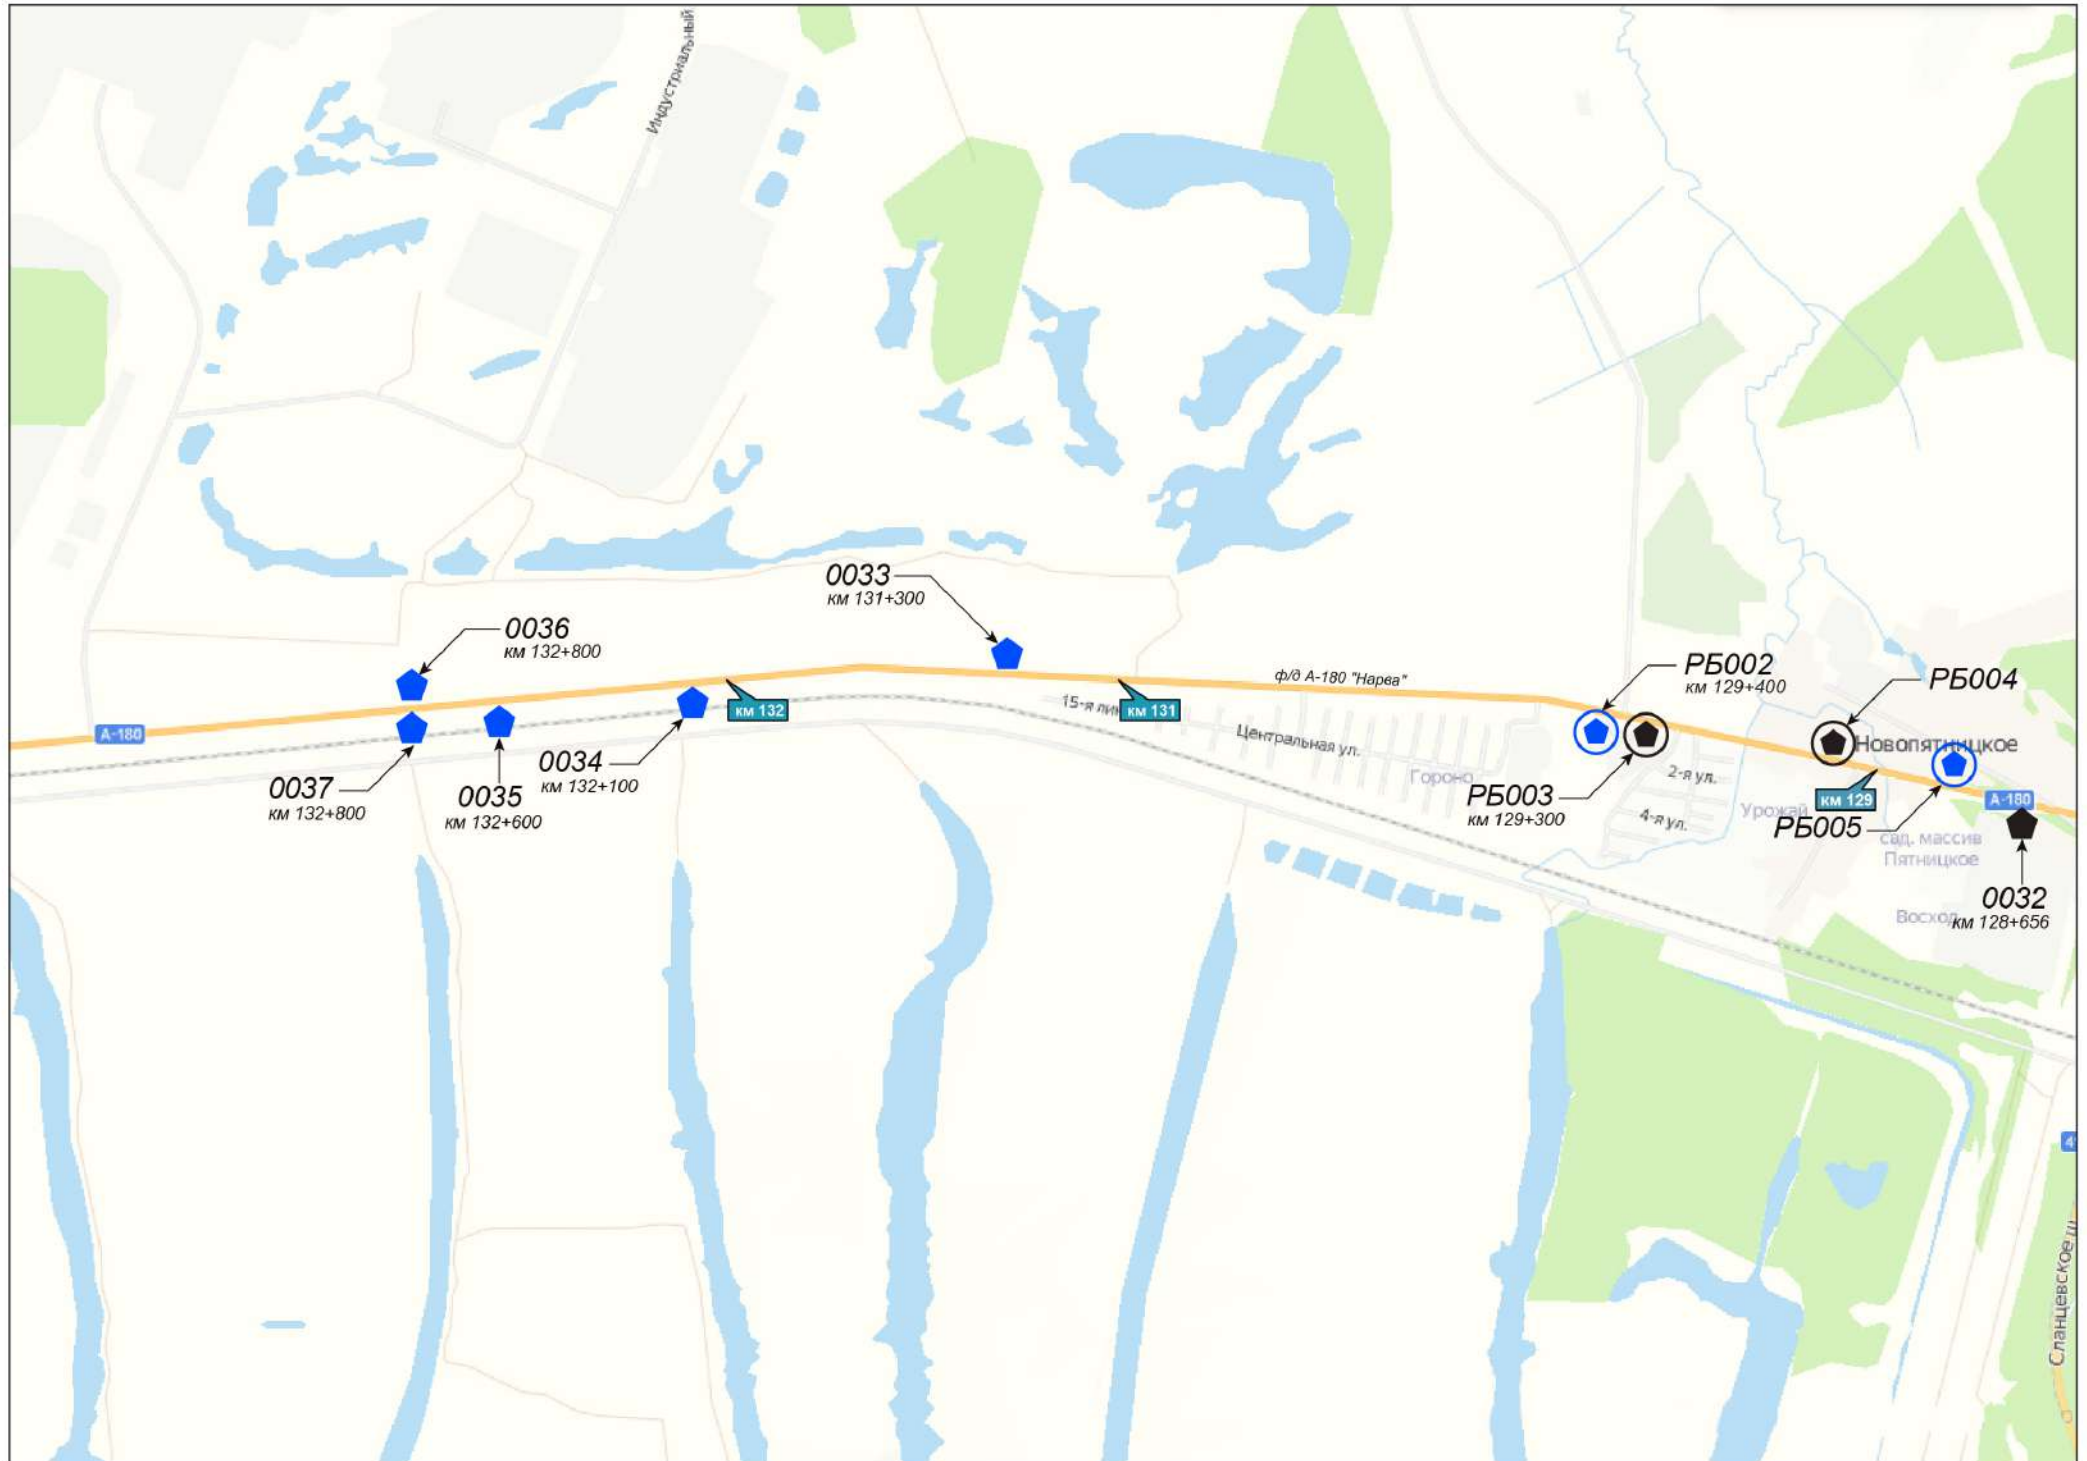 Индустриальный
0033
км 131+300
0036
км 132+800
ф/д А-180 "Нарва"
РБ002
км 129+400
РБ004
А-180
км 132
15-я
км 131
Центральная ул.
Новопятницкое
0034
км 132+100
0037
км 132+800
0035
км 132+600
Гороно
РБ003
км 129+300
2-я ул.
4-я ул.
Урожай
км 129
А-180
РБ005
сад. массив
Пятницкое
0032
км 128+656
Восход
Сланцевское